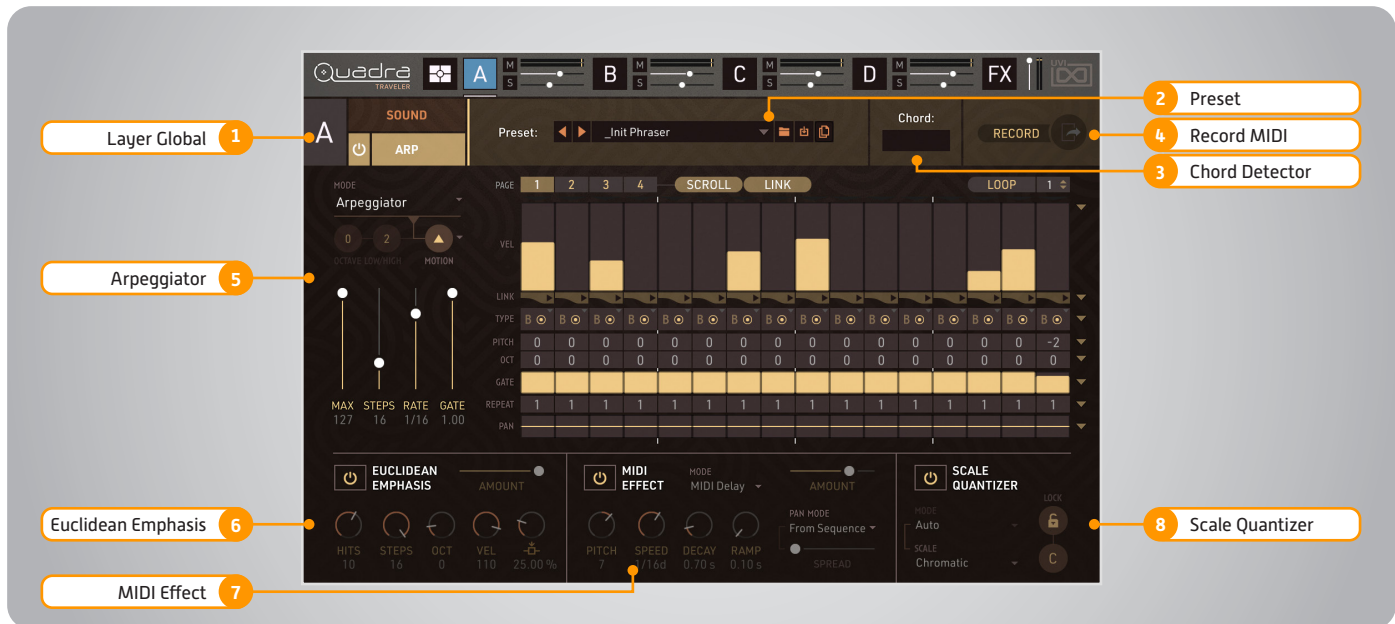 Quadra
TRAVELER
A M S B M S C M S D M S FX UVI
A
SOUND
ARP
Preset: _Init Phraser
Chord:
RECORD
Layer Global 1
2 Preset
4 Record MIDI
3 Chord Detector
MODE
Arpeggiator
0 2
OCTAVE LOW/HIGH MOTION
PAGE 1 2 3 4 SCROLL LINK LOOP 1
VEL
Arpeggiator 5
LINK
TYPE B B B B B B B B B B B B B B B B
PITCH 0 0 0 0 0 0 0 0 0 0 0 0 0 0 0 -2
OCT 0 0 0 0 0 0 0 0 0 0 0 0 0 0 0 0
GATE
MAX STEPS RATE GATE
127 16 1/16 1.00
REPEAT 1 1 1 1 1 1 1 1 1 1 1 1 1 1 1 1
PAN
EUCLIDEAN
EMPHASIS
AMOUNT
HITS STEPS OCT VEL
10 16 0 110 25.00 %
MIDI
EFFECT
MODE
MIDI Delay
AMOUNT
PITCH SPEED DECAY RAMP
7 1/16d 0.70 s 0.10 s
PAN MODE
From Sequence
SPREAD
SCALE
QUANTIZER
LOCK
MODE
Auto
SCALE
Chromatic
C
Euclidean Emphasis 6
8 Scale Quantizer
MIDI Effect 7